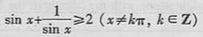 sin x+1/sin x≥2 (x≠kπ, k∈Z)